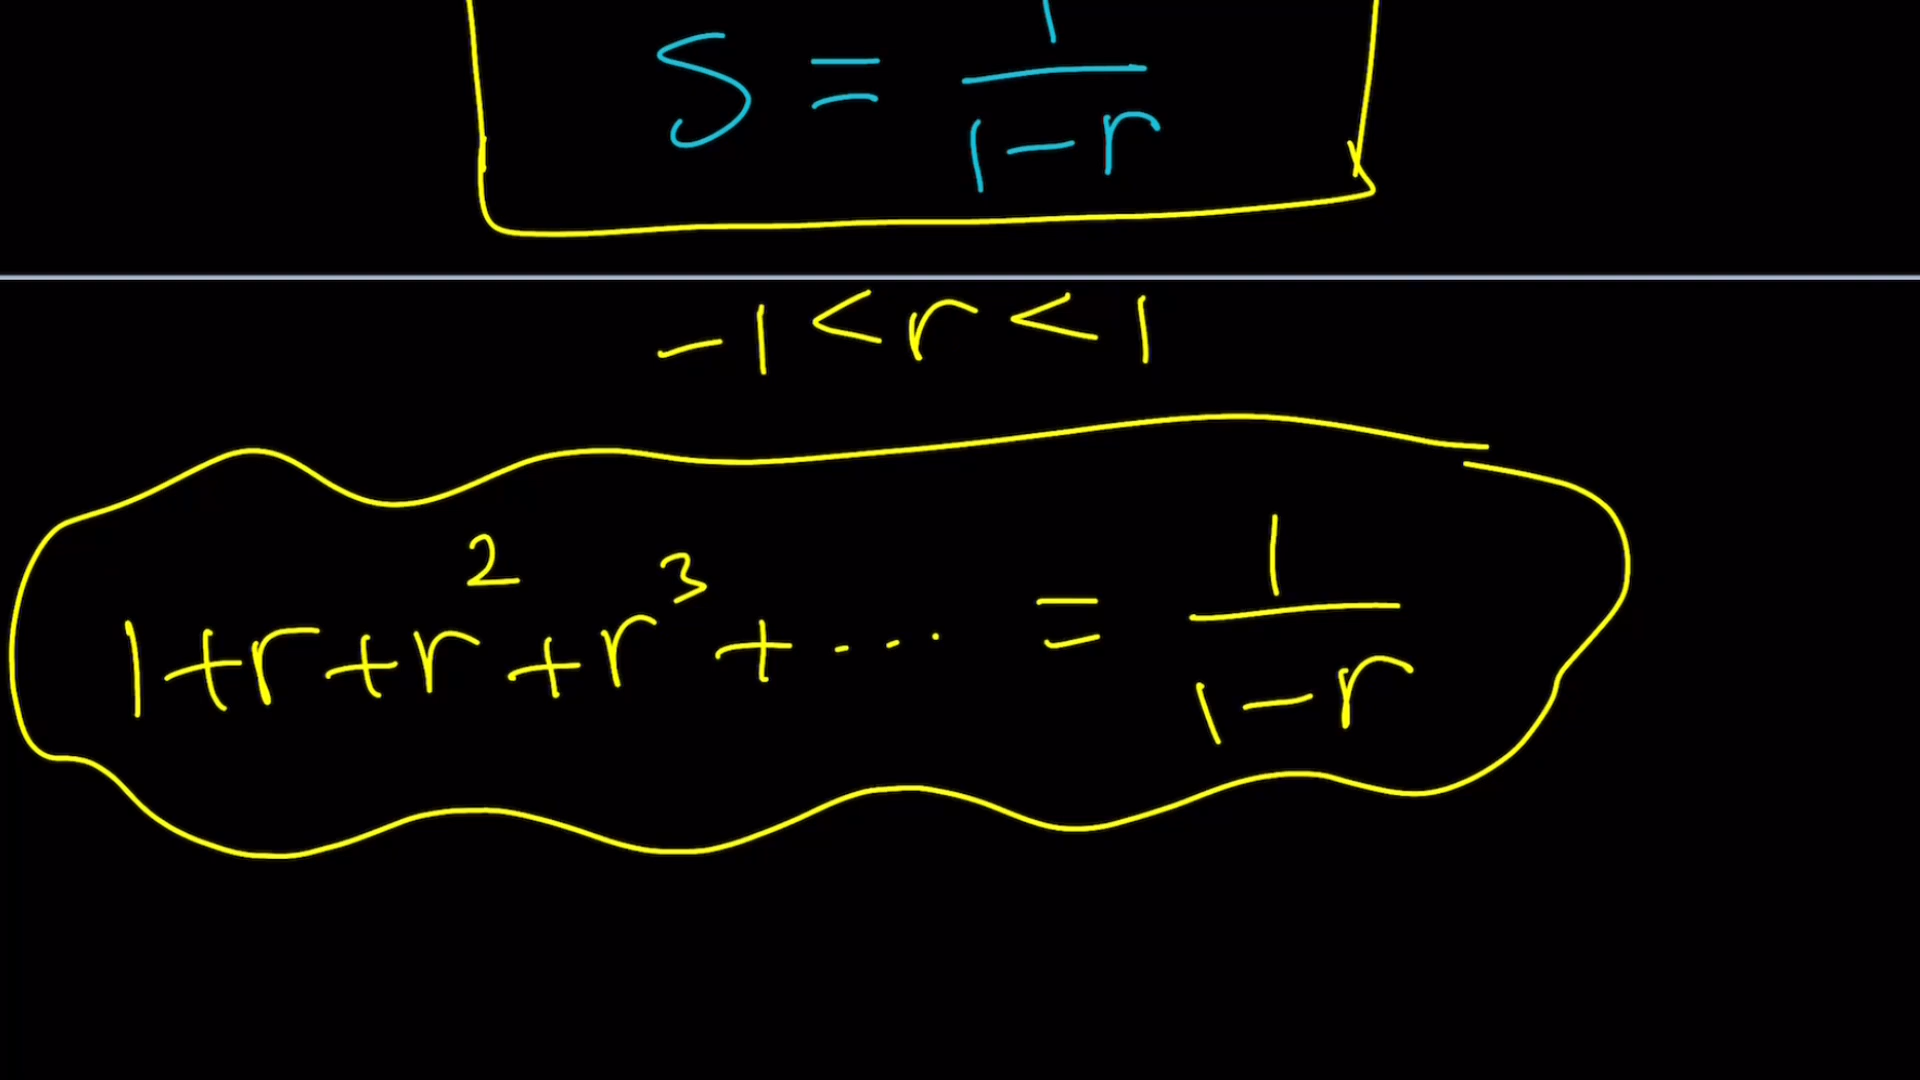 S = 1/(1-r)
-1 < r < 1
1+r+r²+r³+... = 1/(1-r)